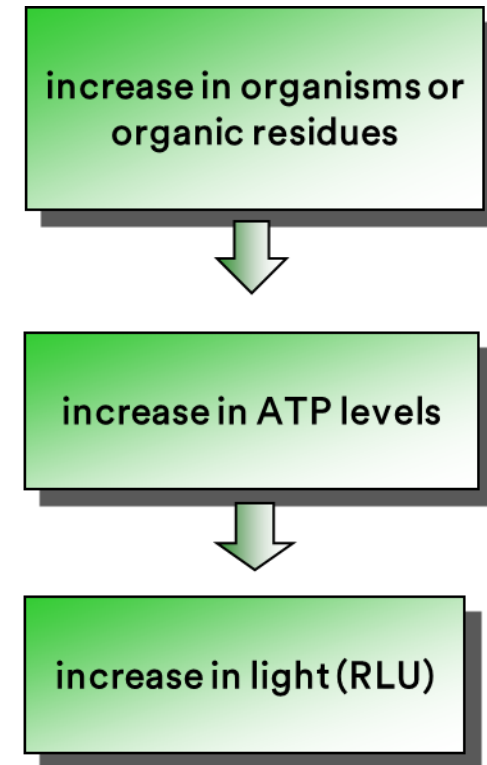 increase in organisms or
organic residues
increase in ATP levels
increase in light (RLU)